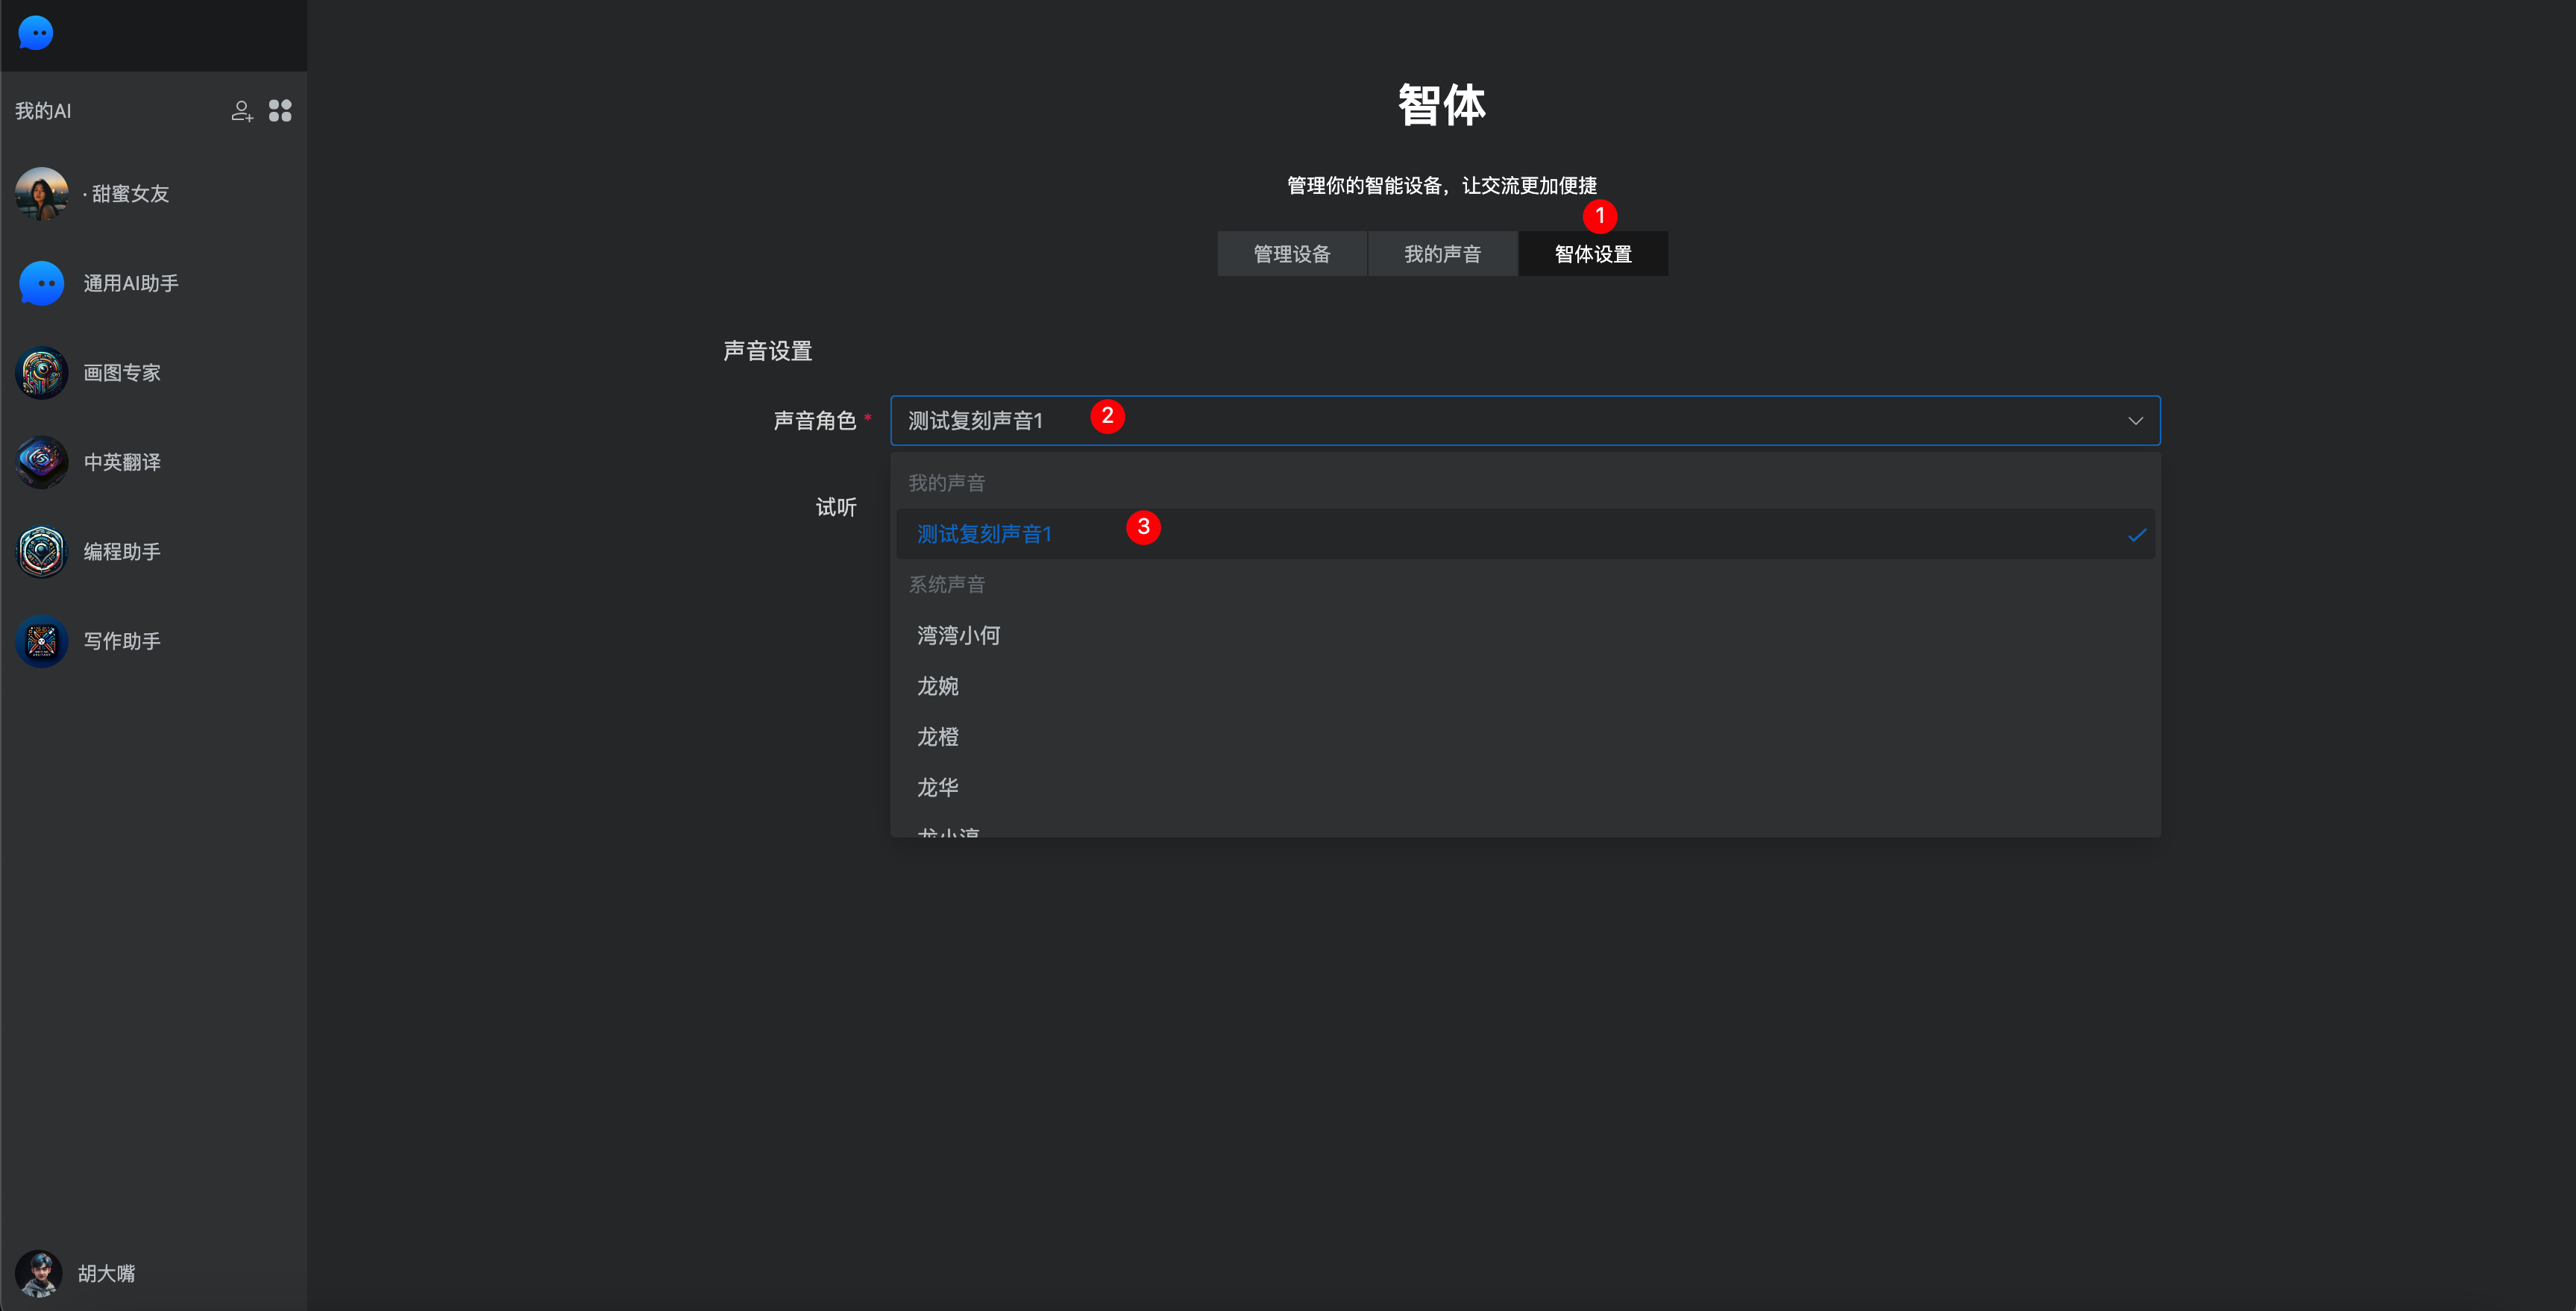 我的AI
· 甜蜜女友
通用AI助手
画图专家
中英翻译
编程助手
写作助手
胡大嘴
智体
管理你的智能设备，让交流更加便捷
1
管理设备
我的声音
智体设置
声音设置
声音角色 *
测试复刻声音1
2
试听
我的声音
测试复刻声音1
3
系统声音
湾湾小何
龙婉
龙橙
龙华
龙小淳